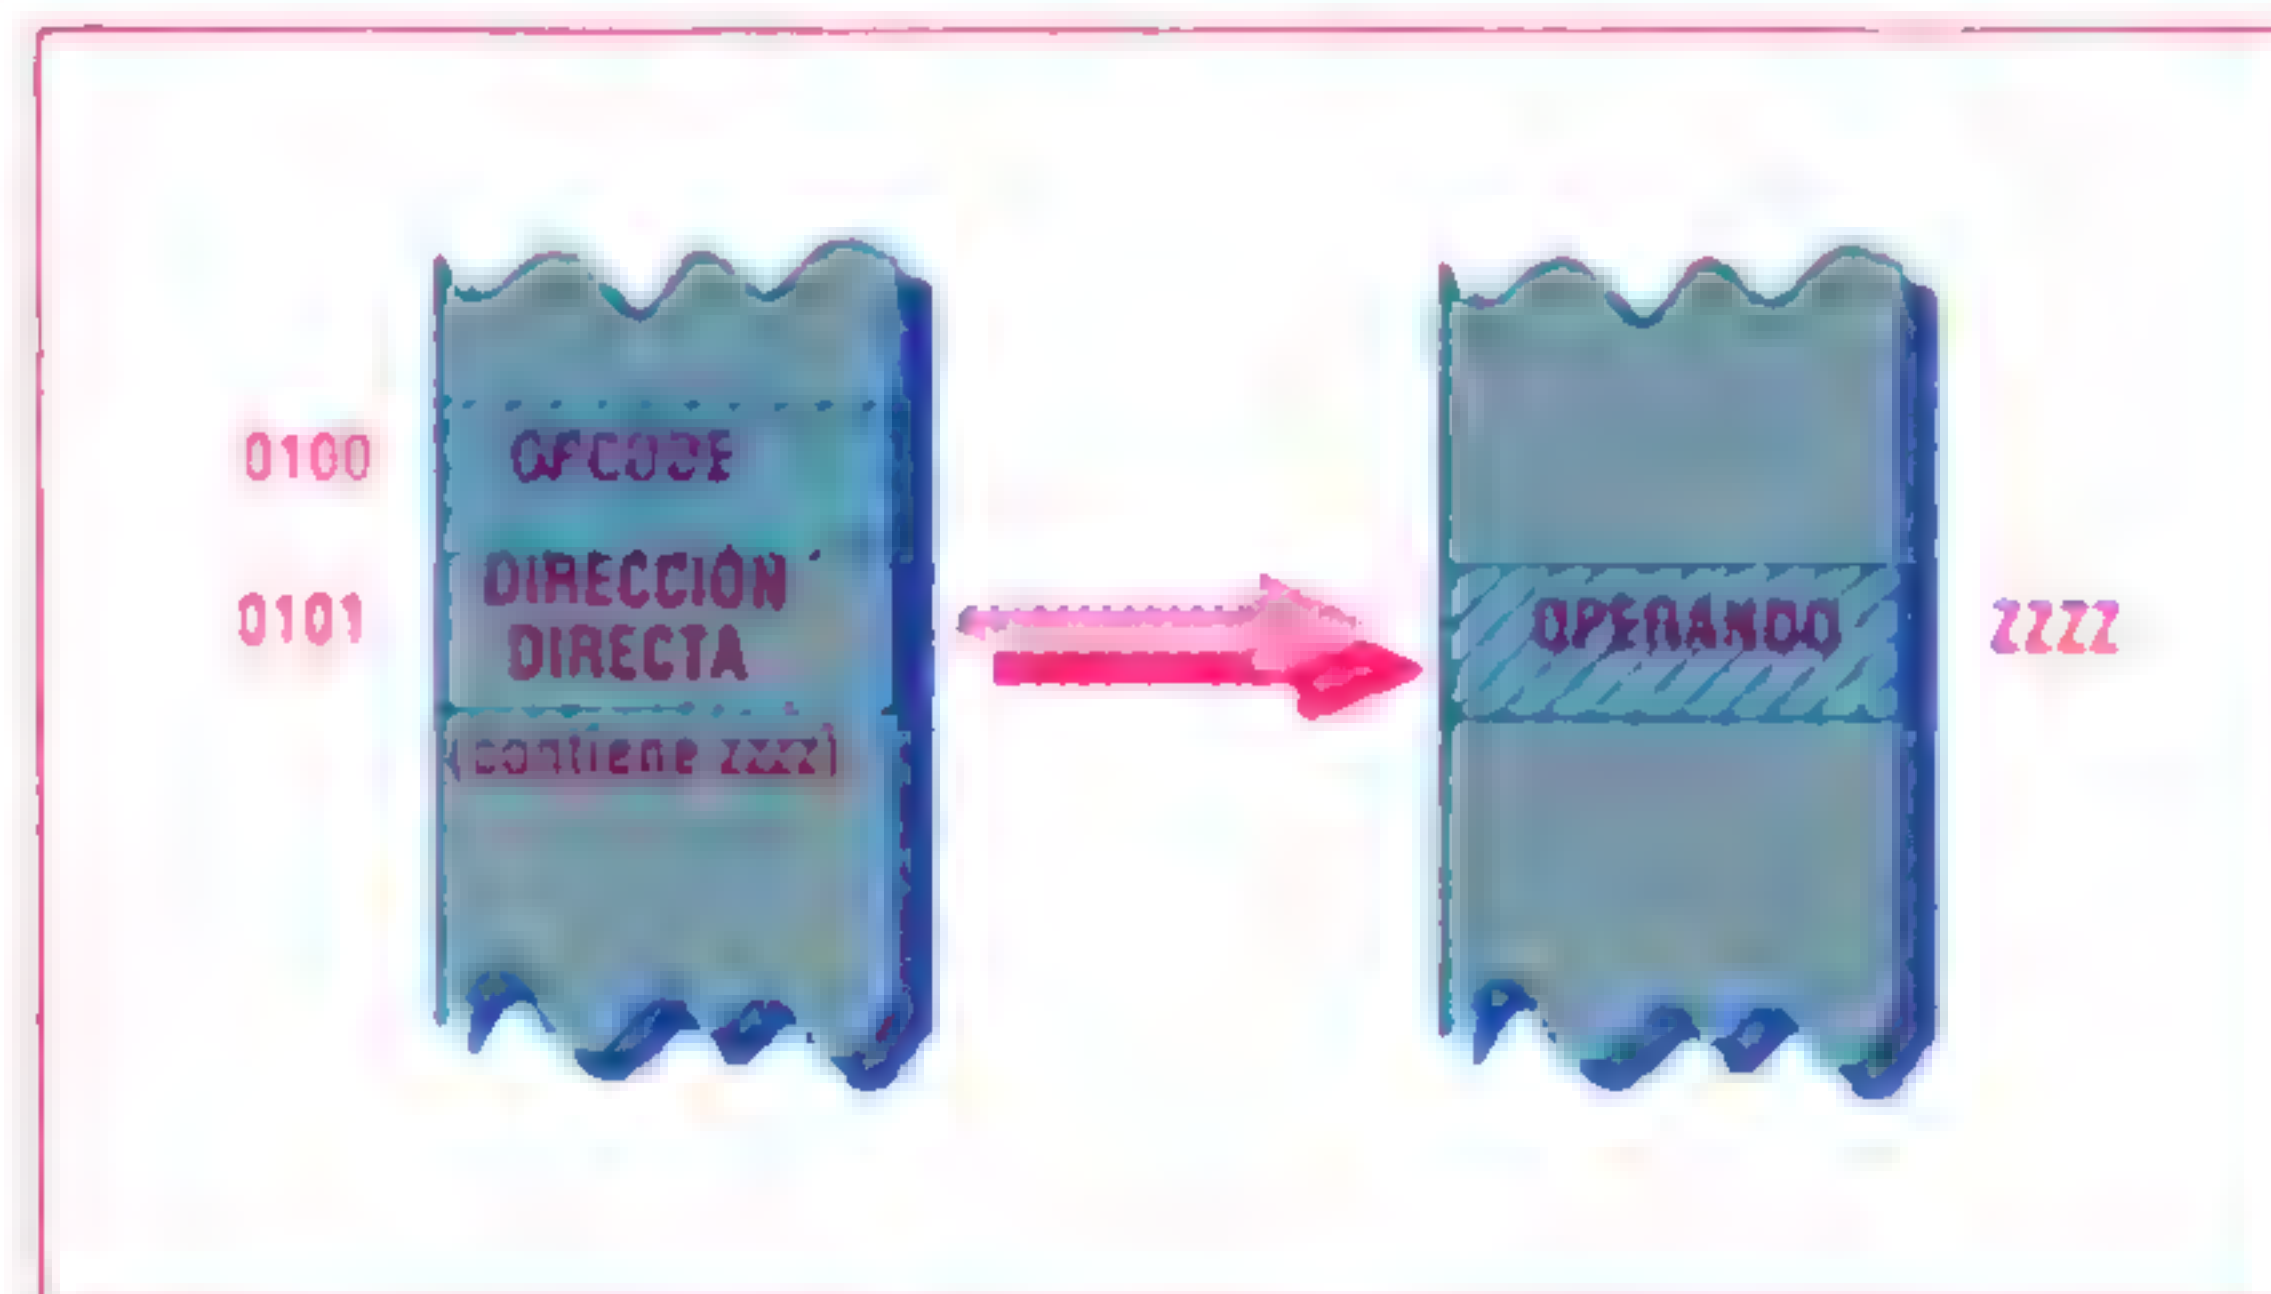 0100
OPCODE
0101
DIRECCIÓN
DIRECTA
(contiene zzzz)
OPERANDO
ZZZZ